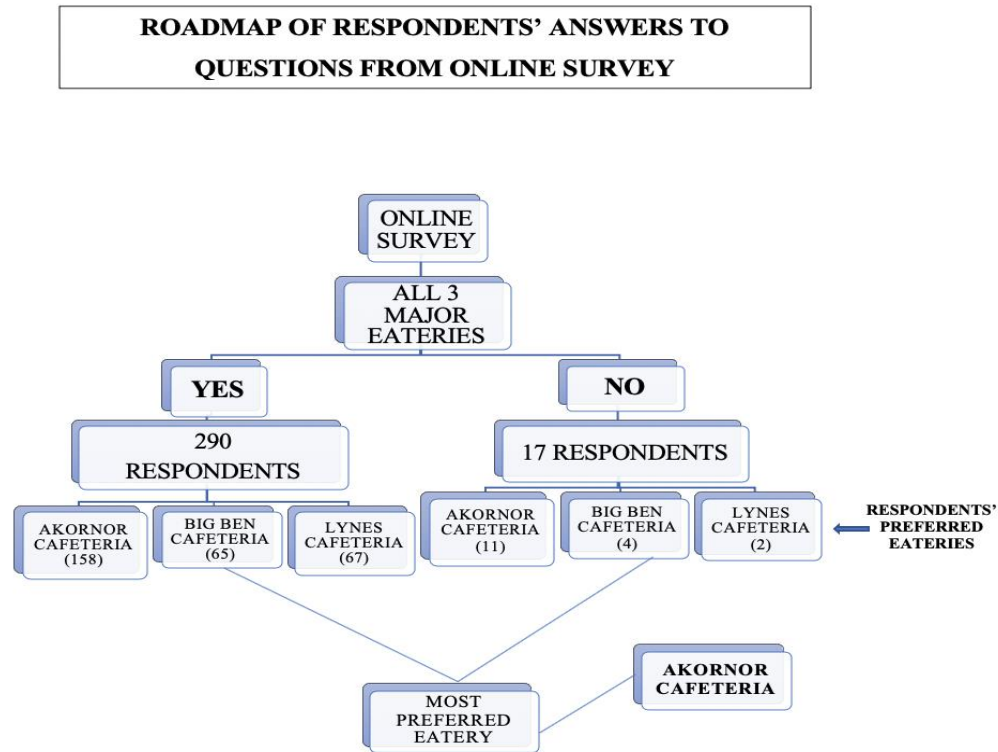 ROADMAP OF RESPONDENTS’ ANSWERS TO
QUESTIONS FROM ONLINE SURVEY
ONLINE
SURVEY
ALL 3
MAJOR
EATERIES
YES
NO
290
RESPONDENTS
17 RESPONDENTS
AKORNOR
CAFETERIA
(158)
BIG BEN
CAFETERIA
(65)
LYNES
CAFETERIA
(67)
AKORNOR
CAFETERIA
(11)
BIG BEN
CAFETERIA
(4)
LYNES
CAFETERIA
(2)
RESPONDENTS’
PREFERRED
EATERIES
AKORNOR
CAFETERIA
MOST
PREFERRED
EATERY